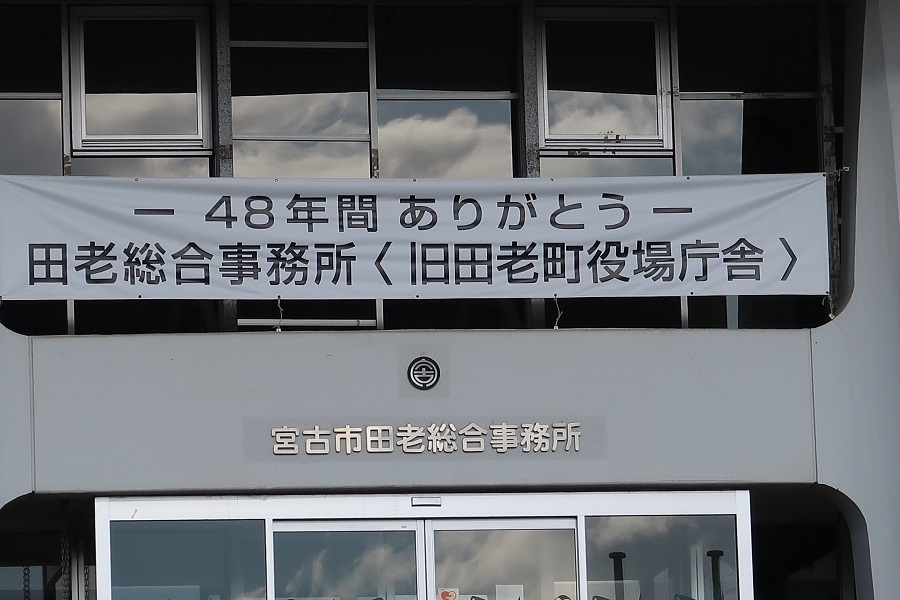 ー 48年間 ありがとう ー
田老総合事務所〈旧田老町役場庁舎〉
宮古市田老総合事務所